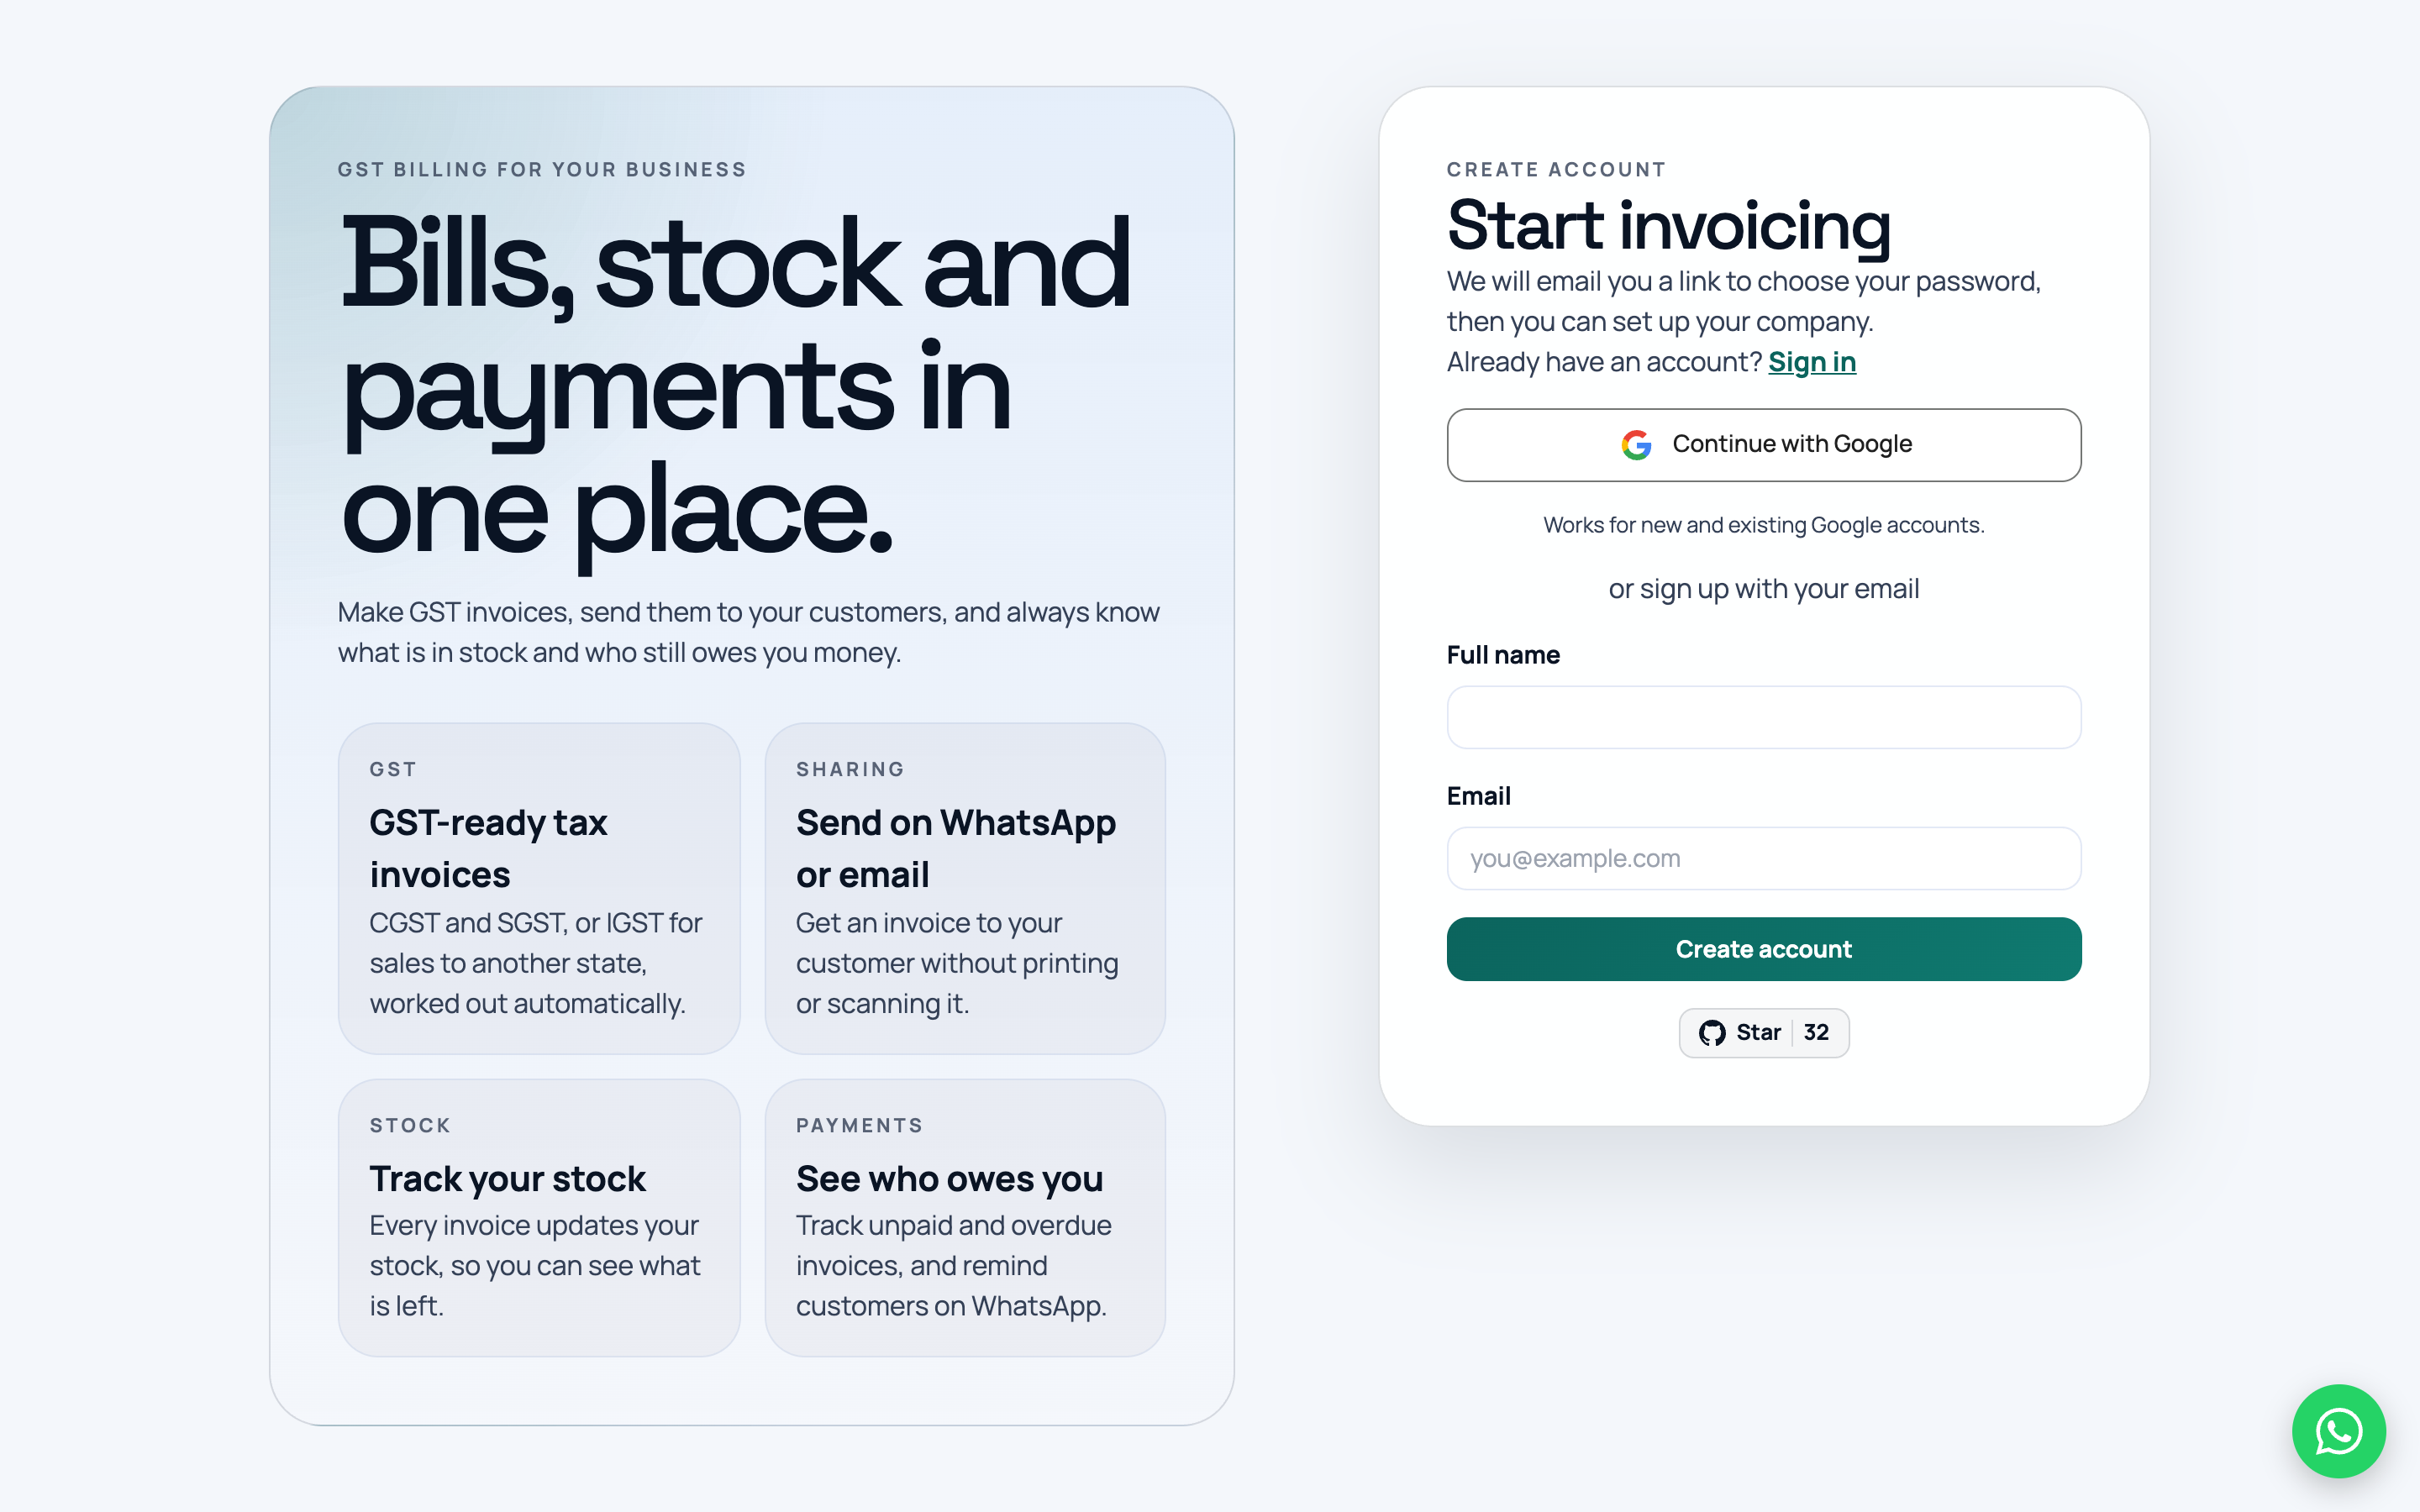 GST BILLING FOR YOUR BUSINESS
Bills, stock and
payments in
one place.
Make GST invoices, send them to your customers, and always know
what is in stock and who still owes you money.
GST
GST-ready tax
invoices
CGST and SGST, or IGST for
sales to another state,
worked out automatically.
SHARING
Send on WhatsApp
or email
Get an invoice to your
customer without printing
or scanning it.
STOCK
Track your stock
Every invoice updates your
stock, so you can see what
is left.
PAYMENTS
See who owes you
Track unpaid and overdue
invoices, and remind
customers on WhatsApp.
CREATE ACCOUNT
Start invoicing
We will email you a link to choose your password,
then you can set up your company.
Already have an account? Sign in
Continue with Google
Works for new and existing Google accounts.
or sign up with your email
Full name
Email
you@example.com
Create account
Star 32